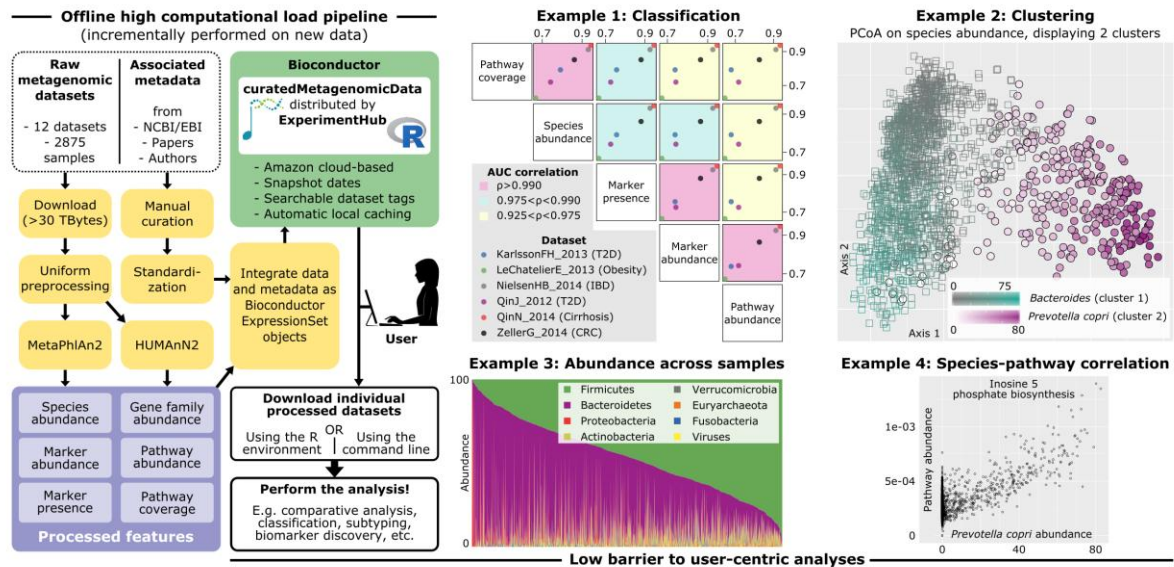 Offline high computational load pipeline
(incrementally performed on new data)
Raw
metagenomic
datasets
- 12 datasets
- 2875
samples
Associated
metadata
from
- NCBI/EBI
- Papers
- Authors
Download
(>30 TBytes)
Manual
curation
Uniform
preprocessing
Standardi-
zation
MetaPhlAn2
HUMAnN2
Integrate data
and metadata as
Bioconductor
ExpressionSet
objects
Species
abundance
Gene family
abundance
Marker
abundance
Pathway
abundance
Marker
presence
Pathway
coverage
Processed features
Bioconductor
curatedMetagenomicData
distributed by
ExperimentHub
R
- Amazon cloud-based
- Snapshot dates
- Searchable dataset tags
- Automatic local caching
User
Download individual
processed datasets
Using the R
environment
OR
Using the
command line
Perform the analysis!
E.g. comparative analysis,
classification, subtyping,
biomarker discovery, etc.
Example 1: Classification
0.7 0.9 0.7 0.9 0.7 0.9 0.7 0.9
Pathway
coverage
0.9
0.7
Species
abundance
0.9
0.7
Marker
presence
0.9
0.7
Marker
abundance
0.9
0.7
Pathway
abundance
AUC correlation
ρ>0.990
0.975<ρ<0.990
0.925<ρ<0.975
Dataset
KarlssonFH_2013 (T2D)
LeChatelierE_2013 (Obesity)
NielsenHB_2014 (IBD)
QinJ_2012 (T2D)
QinN_2014 (Cirrhosis)
ZellerG_2014 (CRC)
Example 2: Clustering
PCoA on species abundance, displaying 2 clusters
Axis 2
Axis 1
0 75
Bacteroides (cluster 1)
Prevotella copri (cluster 2)
0 80
Example 3: Abundance across samples
100
Abundance
0
Firmicutes
Bacteroidetes
Proteobacteria
Actinobacteria
Verrucomicrobia
Euryarchaeota
Fusobacteria
Viruses
Example 4: Species-pathway correlation
Inosine 5
phosphate biosynthesis
Pathway abundance
1e-03
5e-04
0
0 40 80
Prevotella copri abundance
Low barrier to user-centric analyses